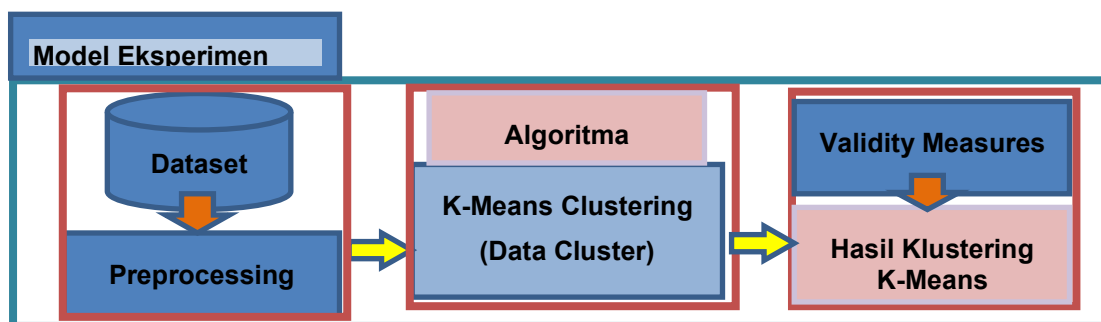 Model Eksperimen
Dataset
Preprocessing
Algoritma
K-Means Clustering
(Data Cluster)
Validity Measures
Hasil Klustering
K-Means